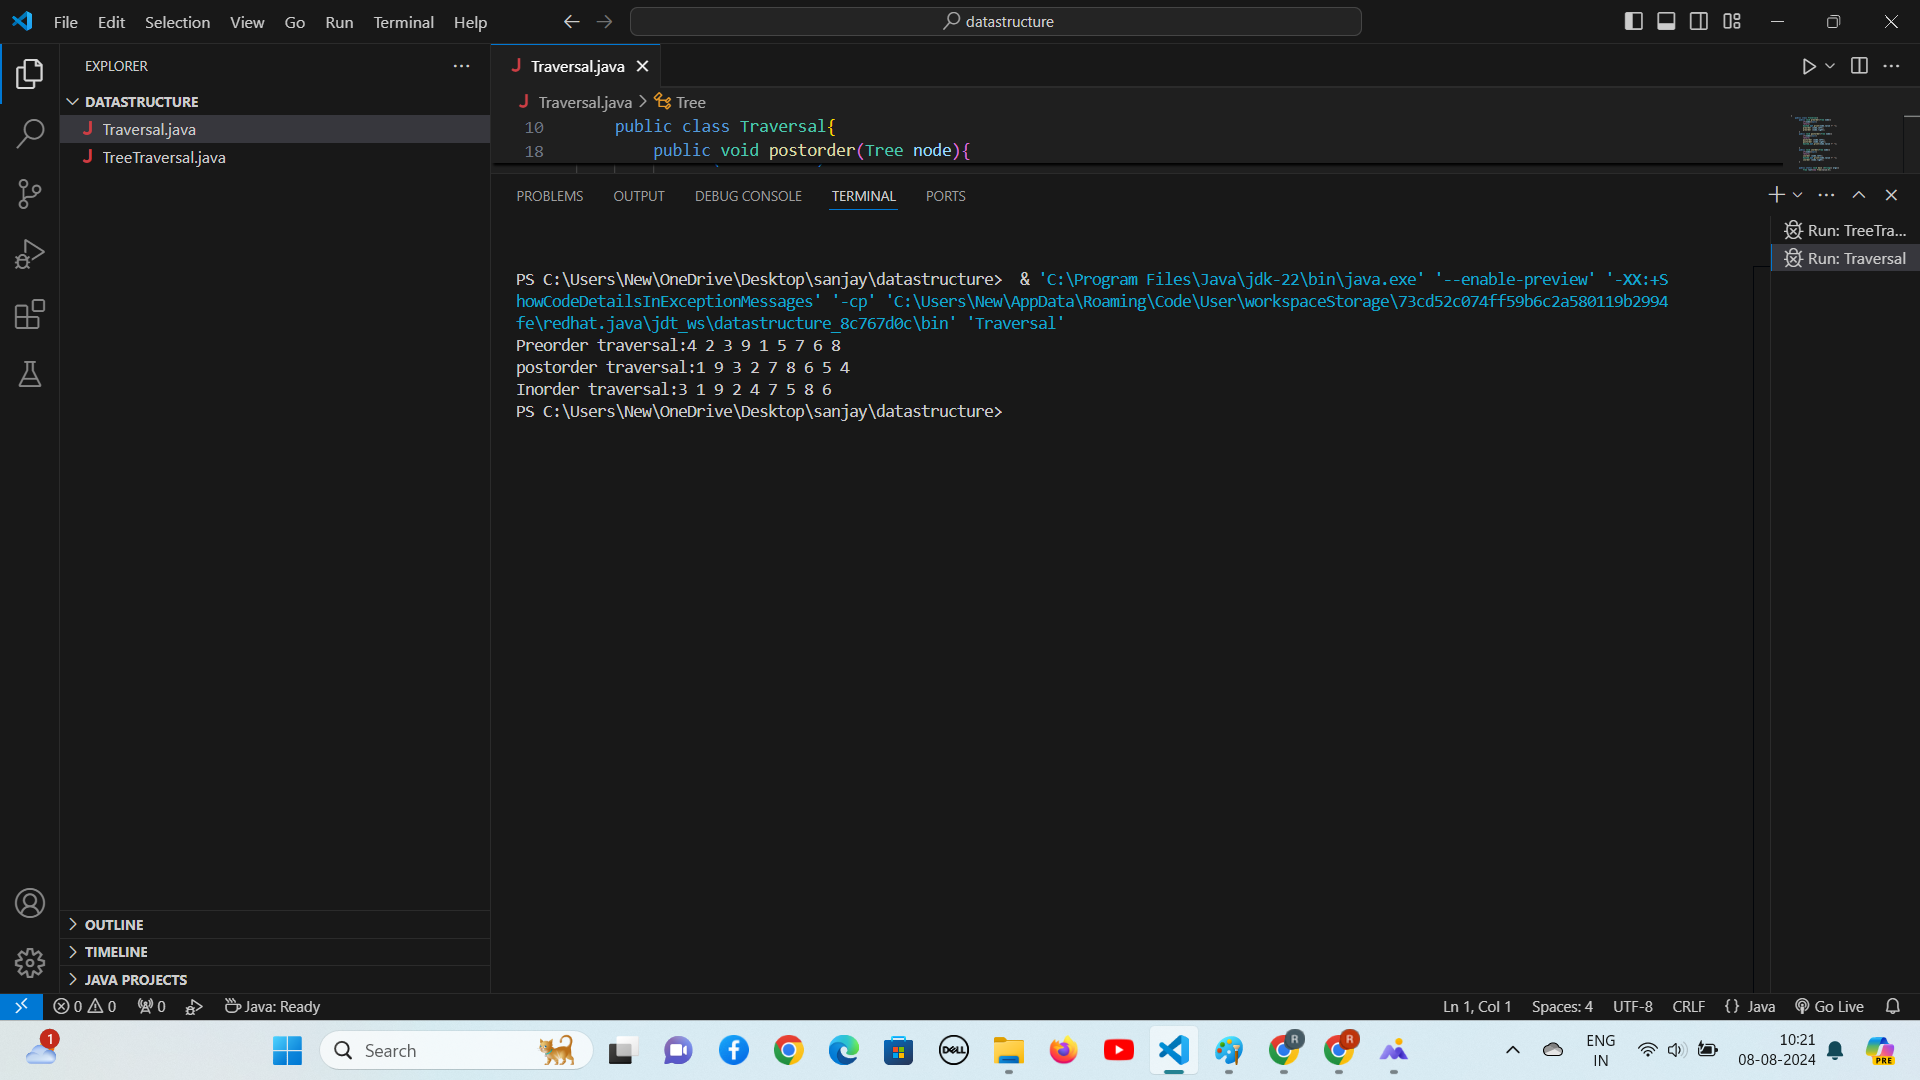 File Edit Selection View Go Run Terminal Help
datastructure
EXPLORER
DATASTRUCTURE
Traversal.java
TreeTraversal.java
OUTLINE
TIMELINE
JAVA PROJECTS
Traversal.java
Traversal.java > Tree
10 public class Traversal{
18 public void postorder(Tree node){
PROBLEMS OUTPUT DEBUG CONSOLE TERMINAL PORTS
Run: TreeTra...
Run: Traversal
PS C:\Users\New\OneDrive\Desktop\sanjay\datastructure>  & 'C:\Program Files\Java\jdk-22\bin\java.exe' '--enable-preview' '-XX:+S
howCodeDetailsInExceptionMessages' '-cp' 'C:\Users\New\AppData\Roaming\Code\User\workspaceStorage\73cd52c074ff59b6c2a580119b2994
fe\redhat.java\jdt_ws\datastructure_8c767d0c\bin' 'Traversal'
Preorder traversal:4 2 3 9 1 5 7 6 8
postorder traversal:1 9 3 2 7 8 6 5 4
Inorder traversal:3 1 9 2 4 7 5 8 6
PS C:\Users\New\OneDrive\Desktop\sanjay\datastructure>
0 0 0 Java: Ready
Ln 1, Col 1 Spaces: 4 UTF-8 CRLF {} Java Go Live
1
Search
DELL
R
R
ENG
IN
10:21
08-08-2024
PRE